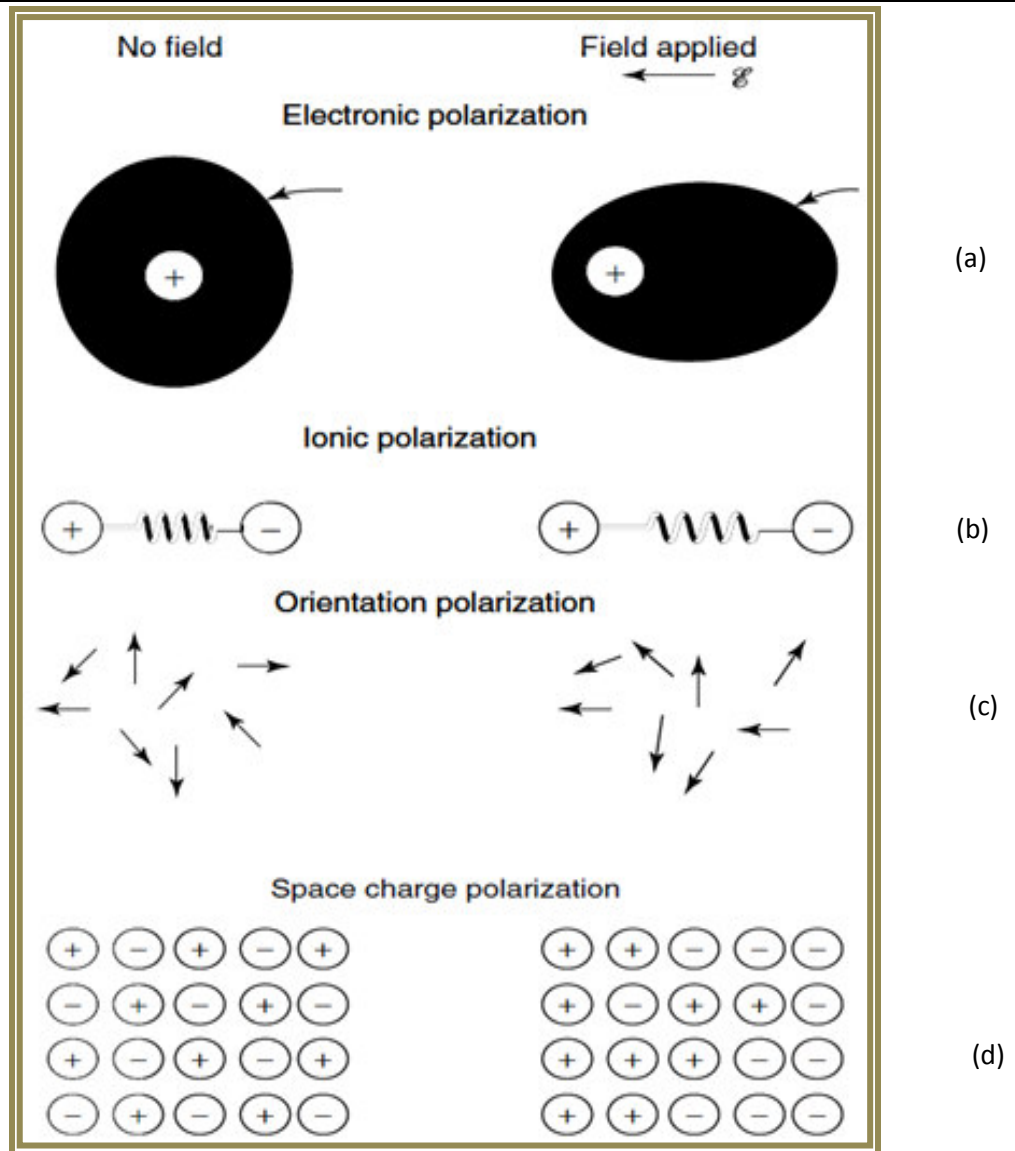 No field Field applied
ℰ
Electronic polarization
+ + (a)
Ionic polarization
+ − + − (b)
Orientation polarization
(c)
Space charge polarization
+ − + − + + + − − −
− + − + − + − + + −
+ − + − + + + + − − (d)
− + − + − + + − − −